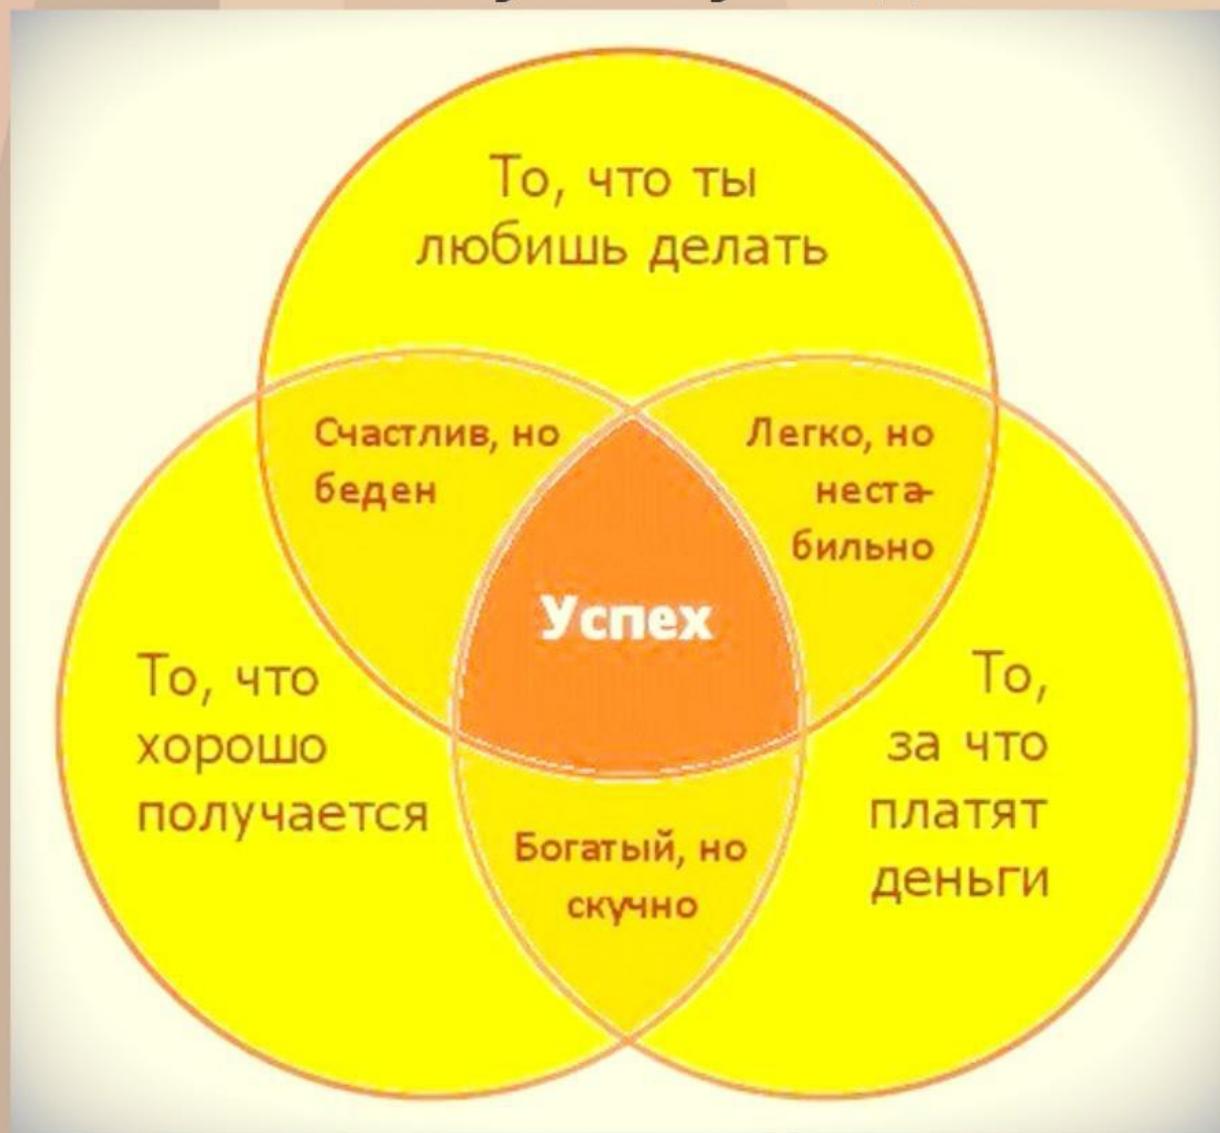 То, что ты
любишь делать
Счастлив, но
беден
Легко, но
неста-
бильно
Успех
То, что
хорошо
получается
То,
за что
платят
деньги
Богатый, но
скучно